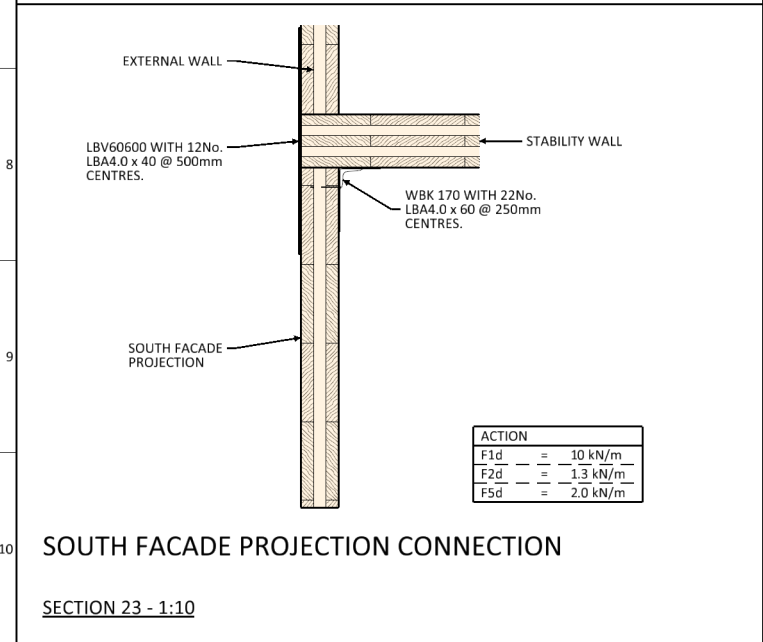 EXTERNAL WALL
LBV60600 WITH 12No.
LBA4.0 x 40 @ 500mm
CENTRES.
STABILITY WALL
8
WBK 170 WITH 22No.
LBA4.0 x 60 @ 250mm
CENTRES.
SOUTH FACADE
PROJECTION
9
ACTION
F1d = 10 kN/m
F2d = 1.3 kN/m
F5d = 2.0 kN/m
10
SOUTH FACADE PROJECTION CONNECTION
SECTION 23 - 1:10